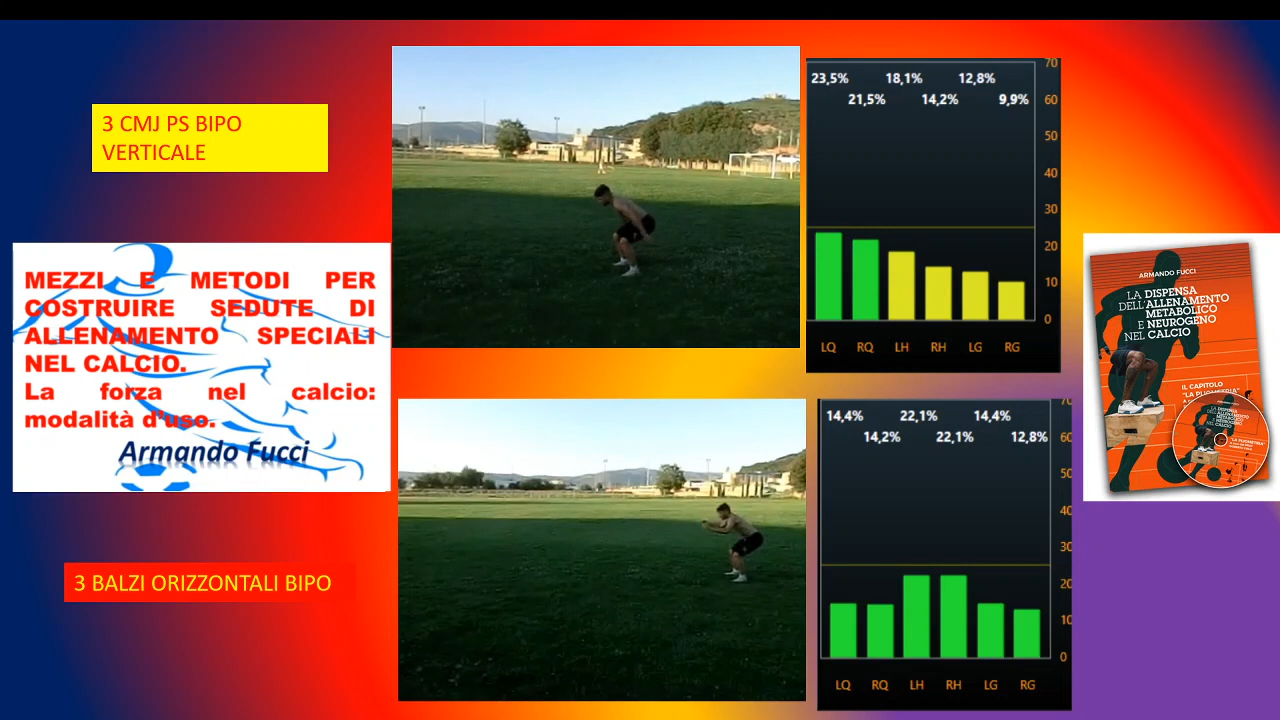 3 CMJ PS BIPO
VERTICALE
MEZZI E METODI PER
COSTRUIRE SEDUTE DI
ALLENAMENTO SPECIALI
NEL CALCIO.
La forza nel calcio:
modalità d'uso.
Armando Fucci
3 BALZI ORIZZONTALI BIPO
23,5% 18,1% 12,8%
21,5% 14,2% 9,9%
70
60
50
40
30
20
10
0
LQ RQ LH RH LG RG
14,4% 22,1% 14,4%
14,2% 22,1% 12,8%
70
60
50
40
30
20
10
0
LQ RQ LH RH LG RG
ARMANDO FUCCI
LA DISPENSA
DELL'ALLENAMENTO
METABOLICO
E NEUROGENO
NEL CALCIO
IL CAPITOLO
"LA PLIOMETRIA"